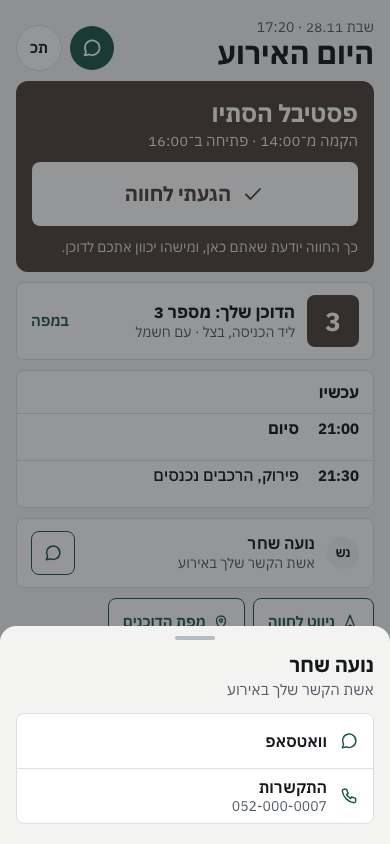 שבת 28.11 · 17:20
היום האירוע
תכ
פסטיבל הסתיו
הקמה מ־14:00 · פתיחה ב־16:00
הגעתי לחווה
כך החווה יודעת שאתם כאן, ומישהו יכוון אתכם לדוכן.
3
הדוכן שלך: מספר 3
ליד הכניסה, בצל · עם חשמל
במפה
עכשיו
21:00 סיום
21:30 פירוק, הרכבים נכנסים
נש
נועה שחר
אשת הקשר שלך באירוע
ניווט לחווה
מפת הדוכנים
נועה שחר
אשת הקשר שלך באירוע
וואטסאפ
התקשרות
052-000-0007